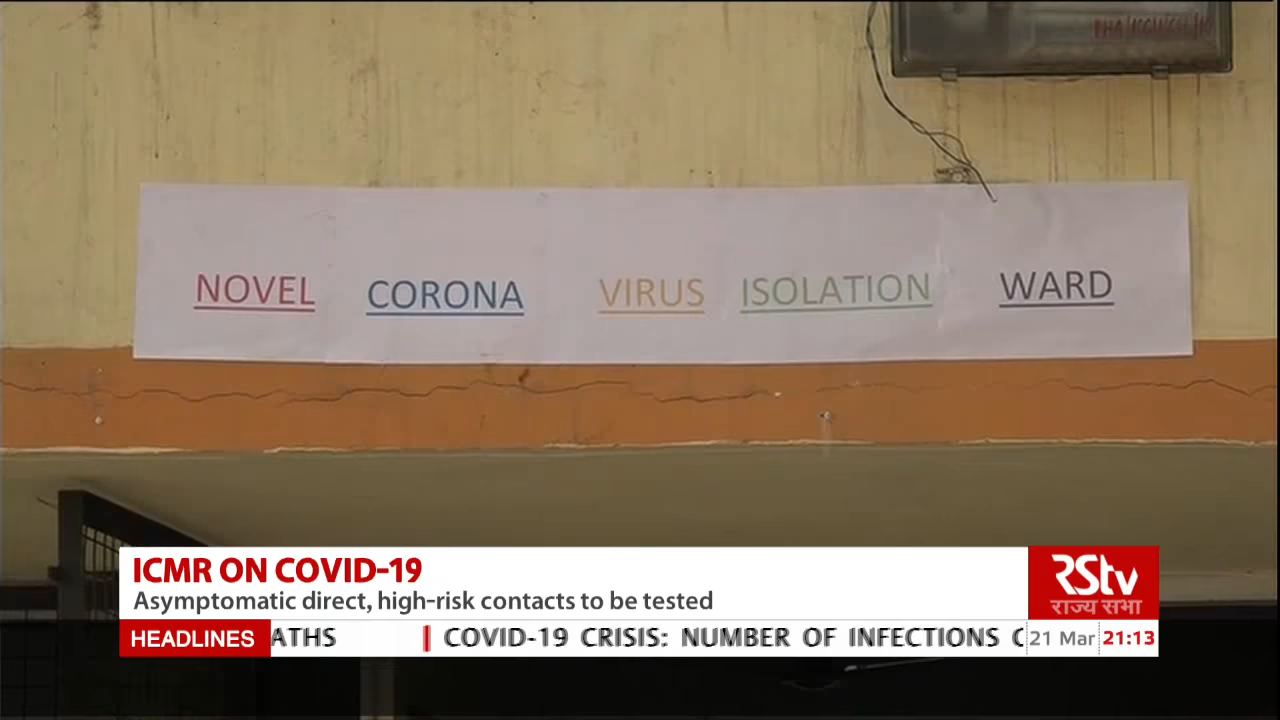 NOVEL CORONA VIRUS ISOLATION WARD
ICMR ON COVID-19
Asymptomatic direct, high-risk contacts to be tested
RSTV
राज्य सभा
HEADLINES
ATHS | COVID-19 CRISIS: NUMBER OF INFECTIONS
21 Mar 21:13